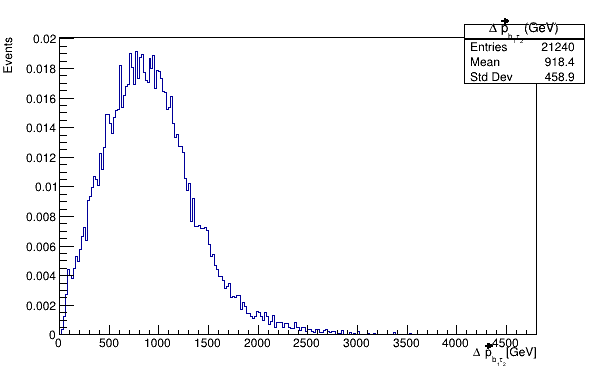 Δ p⃗_{b₁τ₂} (GeV)
Entries 21240
Mean 918.4
Std Dev 458.9
Events
0.02
0.018
0.016
0.014
0.012
0.01
0.008
0.006
0.004
0.002
0
0 500 1000 1500 2000 2500 3000 3500 4000 4500
Δ p⃗_{b₁τ₂} [GeV]